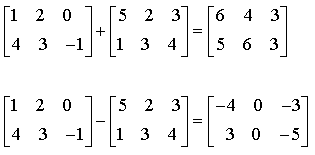 [1 2 0] + [5 2 3] = [6 4 3]
[4 3 −1] [1 3 4] [5 6 3]
[1 2 0] − [5 2 3] = [−4 0 −3]
[4 3 −1] [1 3 4] [3 0 −5]